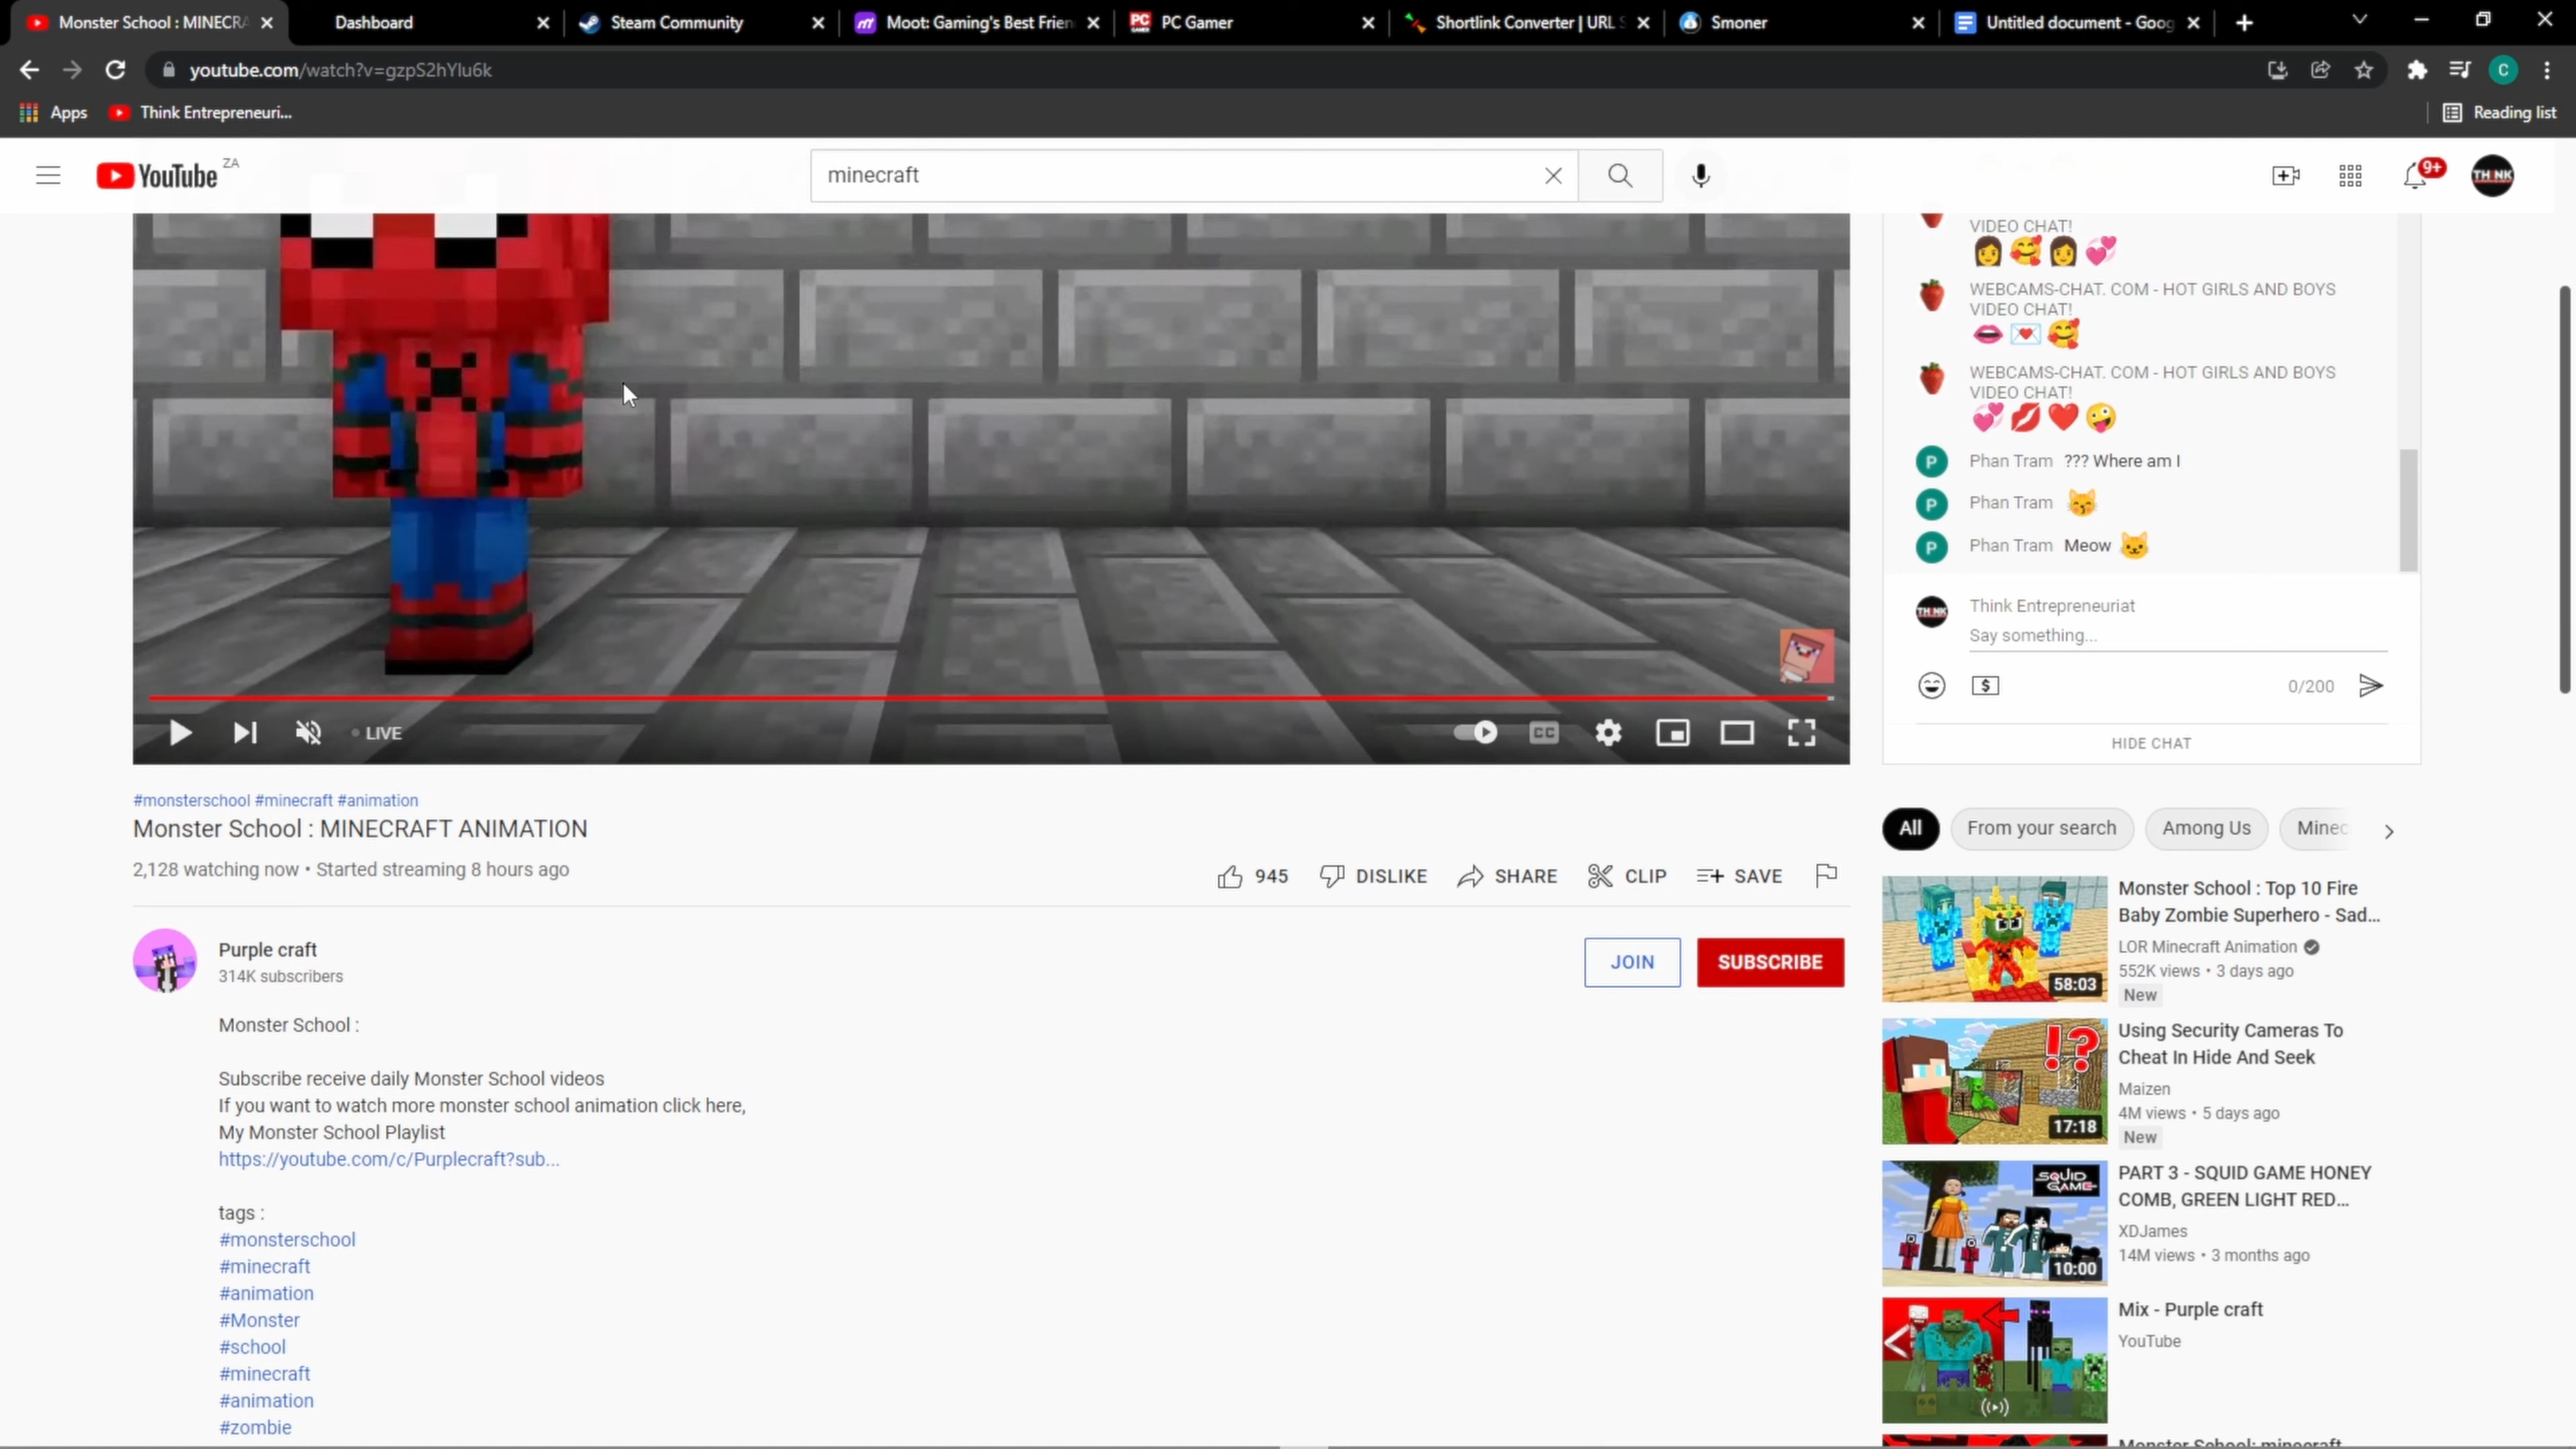 Monster School : MINECRA
Dashboard
Steam Community
Moot: Gaming's Best Frien
PC Gamer
Shortlink Converter | URL S
Smoner
Untitled document - Goog
youtube.com/watch?v=gzpS2hYlu6k
C
Apps
Think Entrepreneuri...
Reading list
YouTube ZA
minecraft
9+
TH NK
VIDEO CHAT!
WEBCAMS-CHAT. COM - HOT GIRLS AND BOYS
VIDEO CHAT!
WEBCAMS-CHAT. COM - HOT GIRLS AND BOYS
VIDEO CHAT!
P Phan Tram ??? Where am I
P Phan Tram
P Phan Tram Meow
Think Entrepreneuriat
Say something...
0/200
HIDE CHAT
LIVE
CC
#monsterschool #minecraft #animation
Monster School : MINECRAFT ANIMATION
2,128 watching now • Started streaming 8 hours ago
945 DISLIKE SHARE CLIP SAVE
Purple craft
314K subscribers
JOIN SUBSCRIBE
Monster School :
Subscribe receive daily Monster School videos
If you want to watch more monster school animation click here,
My Monster School Playlist
https://youtube.com/c/Purplecraft?sub...
tags :
#monsterschool
#minecraft
#animation
#Monster
#school
#minecraft
#animation
#zombie
All From your search Among Us Minec
Monster School : Top 10 Fire
Baby Zombie Superhero - Sad...
LOR Minecraft Animation
552K views • 3 days ago
New
58:03
Using Security Cameras To
Cheat In Hide And Seek
Maizen
4M views • 5 days ago
New
!?
17:18
PART 3 - SQUID GAME HONEY
COMB, GREEN LIGHT RED...
XDJames
14M views • 3 months ago
SQUID
GAME
10:00
Mix - Purple craft
YouTube
Monster School: minecraft